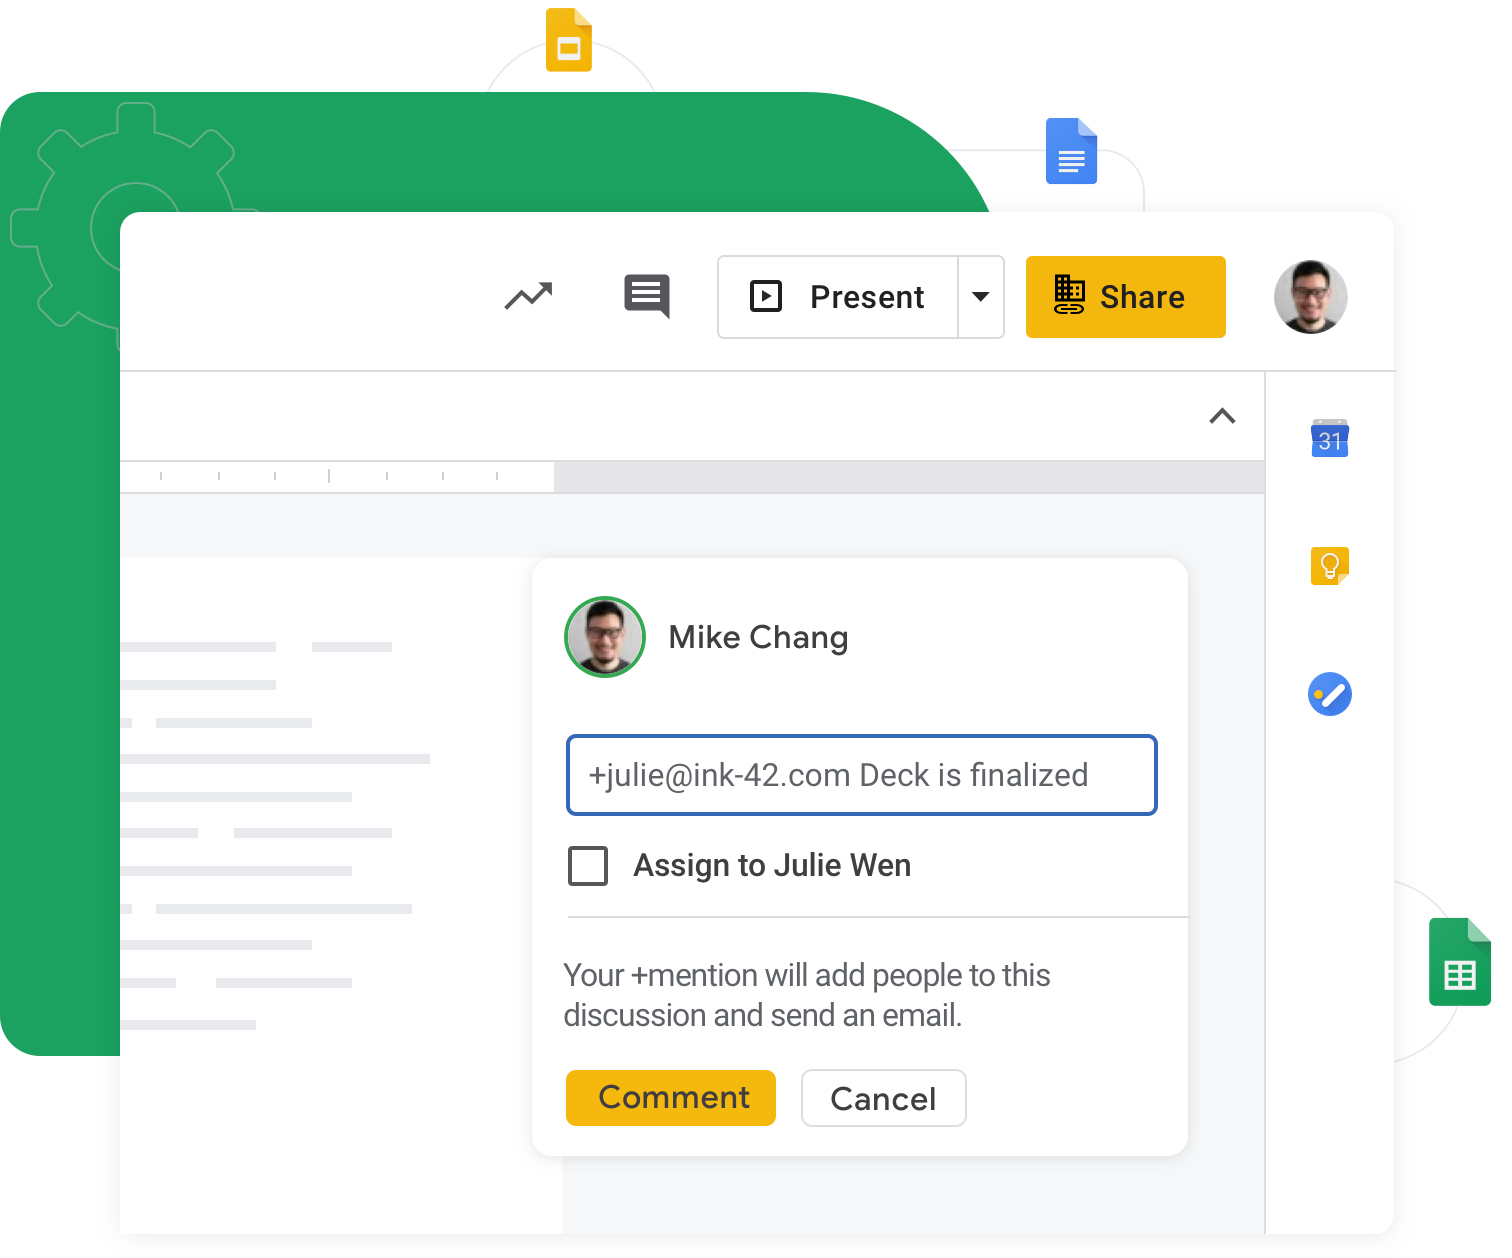 Present
Share
31
Mike Chang
+julie@ink-42.com Deck is finalized
Assign to Julie Wen
Your +mention will add people to this
discussion and send an email.
Comment
Cancel